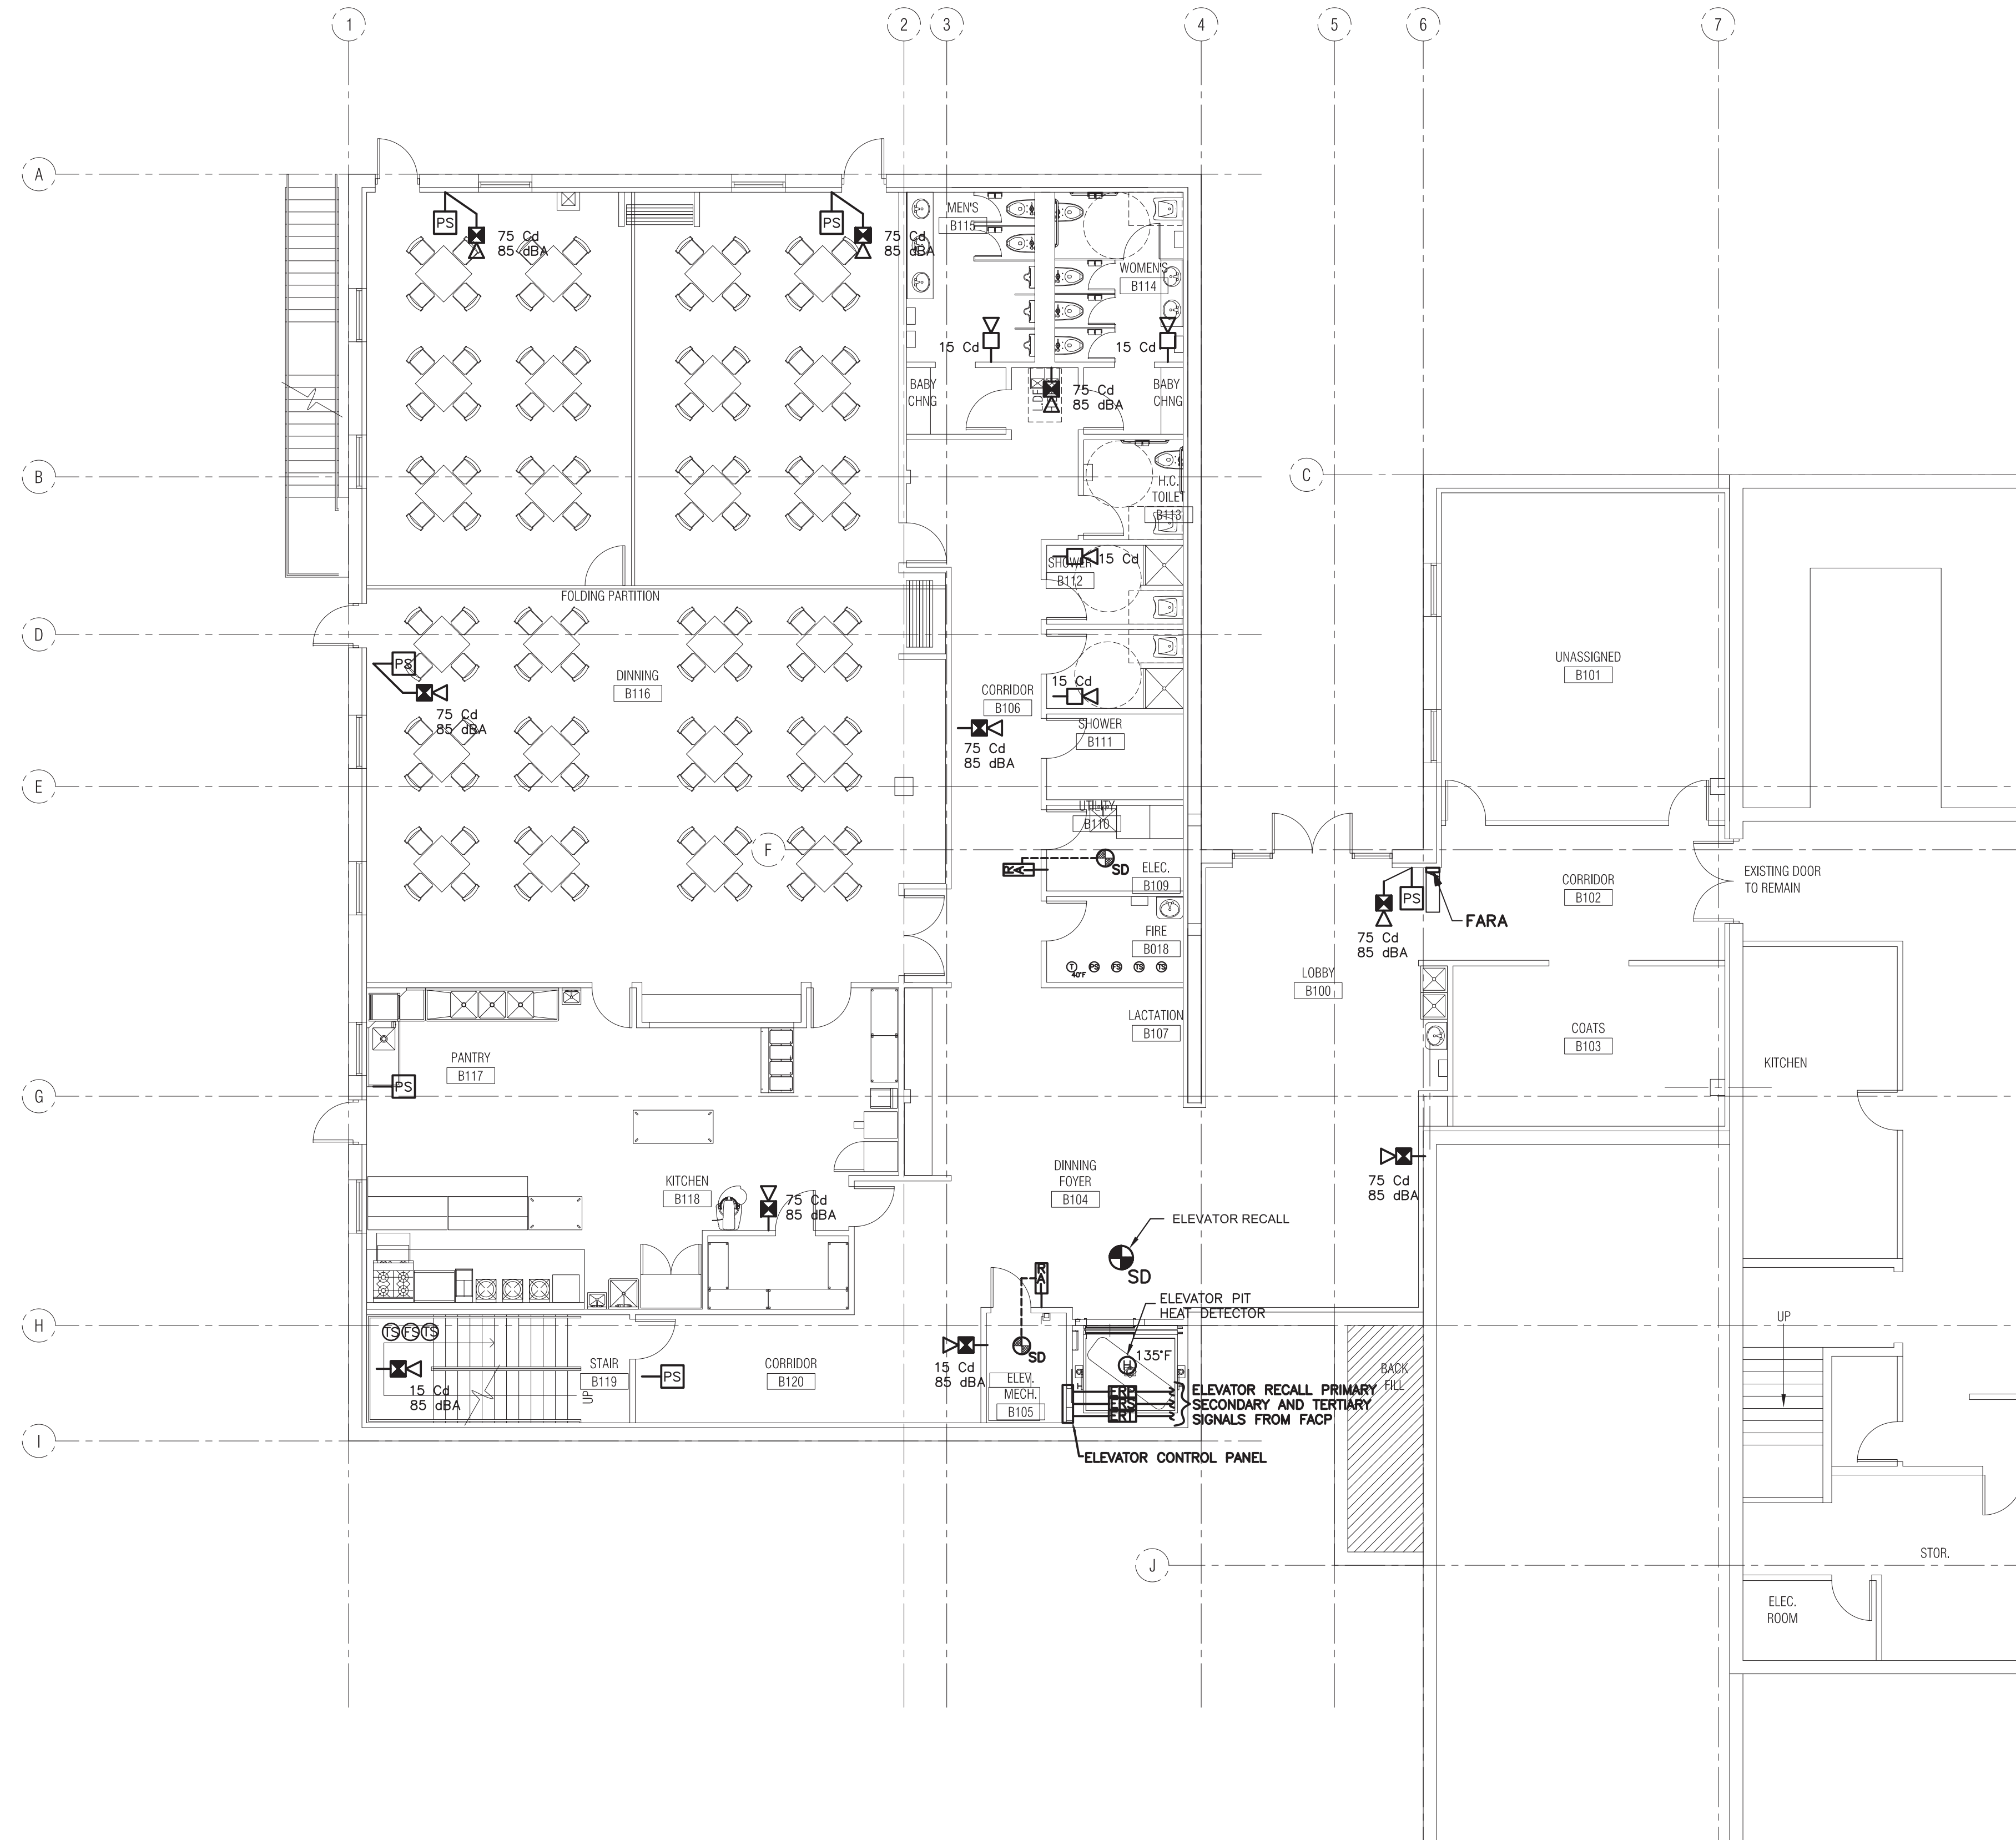 1
2
3
4
5
6
7
A
PS
PS
75 Cd
85 dBA
75 Cd
85 dBA
MEN'S
B115
WOMEN'S
B114
15 Cd
15 Cd
BABY
CHNG
75 Cd
85 dBA
BABY
CHNG
B
C
H.C.
TOILET
B113
15 Cd
SHOWER
B112
FOLDING PARTITION
D
PS
75 Cd
85 dBA
DINNING
B116
CORRIDOR
B106
15 Cd
SHOWER
B111
75 Cd
85 dBA
UNASSIGNED
B101
E
UTILITY
B110
F
RAI
SD
ELEC.
B109
EXISTING DOOR
TO REMAIN
CORRIDOR
B102
PS
FARA
75 Cd
85 dBA
FIRE
B018
T
PS
FS
TS
TS
40°F
LOBBY
B100
LACTATION
B107
COATS
B103
PANTRY
B117
PS
KITCHEN
G
DINNING
FOYER
B104
75 Cd
85 dBA
KITCHEN
B118
75 Cd
85 dBA
ELEVATOR RECALL
SD
RAI
ELEVATOR PIT
HEAT DETECTOR
H
TS
FS
TS
UP
15 Cd
85 dBA
STAIR
B119
UP
PS
CORRIDOR
B120
15 Cd
85 dBA
SD
ELEV.
MECH.
B105
H
135°F
BACK
FILL
ERP
ERS
ERT
ELEVATOR RECALL PRIMARY
SECONDARY AND TERTIARY
SIGNALS FROM FACP
I
ELEVATOR CONTROL PANEL
J
STOR.
ELEC.
ROOM